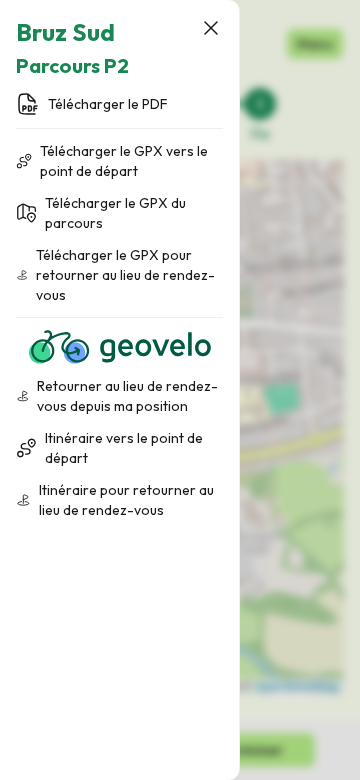 Bruz Sud
Parcours P2
Télécharger le PDF
Télécharger le GPX vers le
point de départ
Télécharger le GPX du
parcours
Télécharger le GPX pour
retourner au lieu de rendez-
vous
geovelo
Retourner au lieu de rendez-
vous depuis ma position
Itinéraire vers le point de
départ
Itinéraire pour retourner au
lieu de rendez-vous